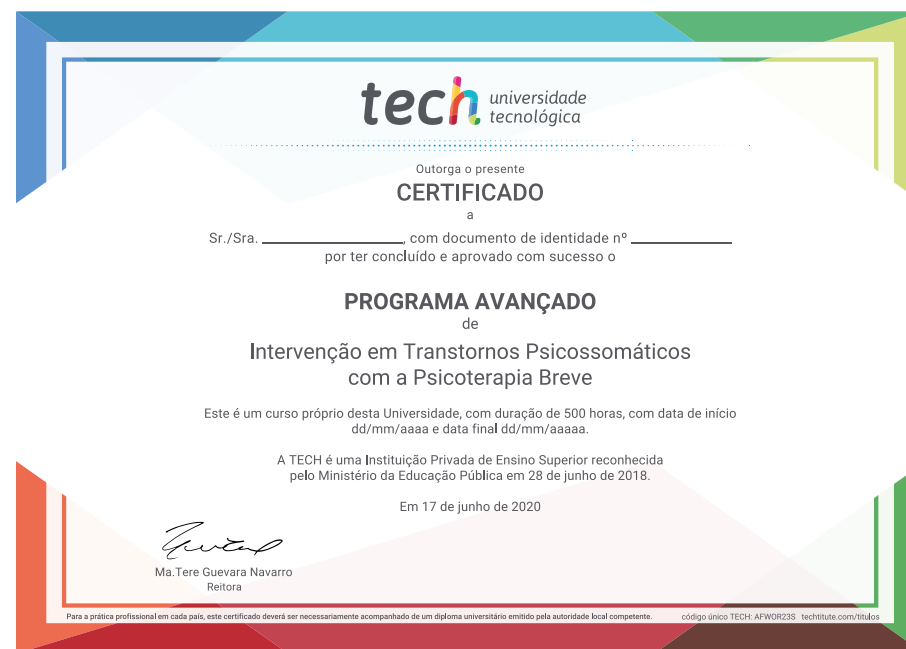 tech universidade
tecnológica
Outorga o presente
CERTIFICADO
a
Sr./Sra. ____________________, com documento de identidade nº ______________
por ter concluído e aprovado com sucesso o
PROGRAMA AVANÇADO
de
Intervenção em Transtornos Psicossomáticos
com a Psicoterapia Breve
Este é um curso próprio desta Universidade, com duração de 500 horas, com data de início
dd/mm/aaaa e data final dd/mm/aaaaa.
A TECH é uma Instituição Privada de Ensino Superior reconhecida
pelo Ministério da Educação Pública em 28 de junho de 2018.
Em 17 de junho de 2020
Ma.Tere Guevara Navarro
Reitora
Para a prática profissional em cada país, este certificado deverá ser necessariamente acompanhado de um diploma universitário emitido pela autoridade local competente. código único TECH: AFWOR23S techtitute.com/titulos